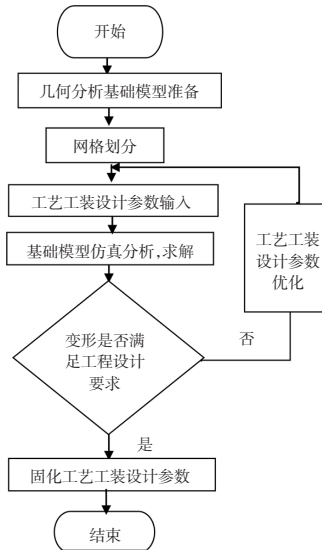 开始
几何分析基础模型准备
网格划分
工艺工装设计参数输入
基础模型仿真分析,求解
工艺工装
设计参数
优化
变形是否满
足工程设计
要求
否
是
固化工艺工装设计参数
结束